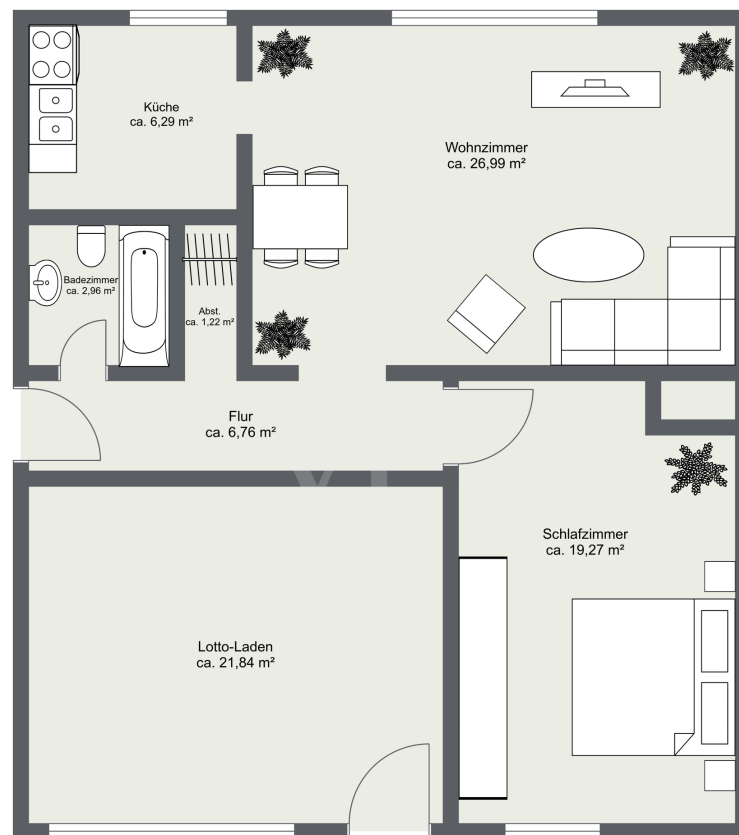 Küche
ca. 6,29 m²
Wohnzimmer
ca. 26,99 m²
Badezimmer
ca. 2,96 m²
Abst.
ca. 1,22 m²
Flur
ca. 6,76 m²
Schlafzimmer
ca. 19,27 m²
Lotto-Laden
ca. 21,84 m²